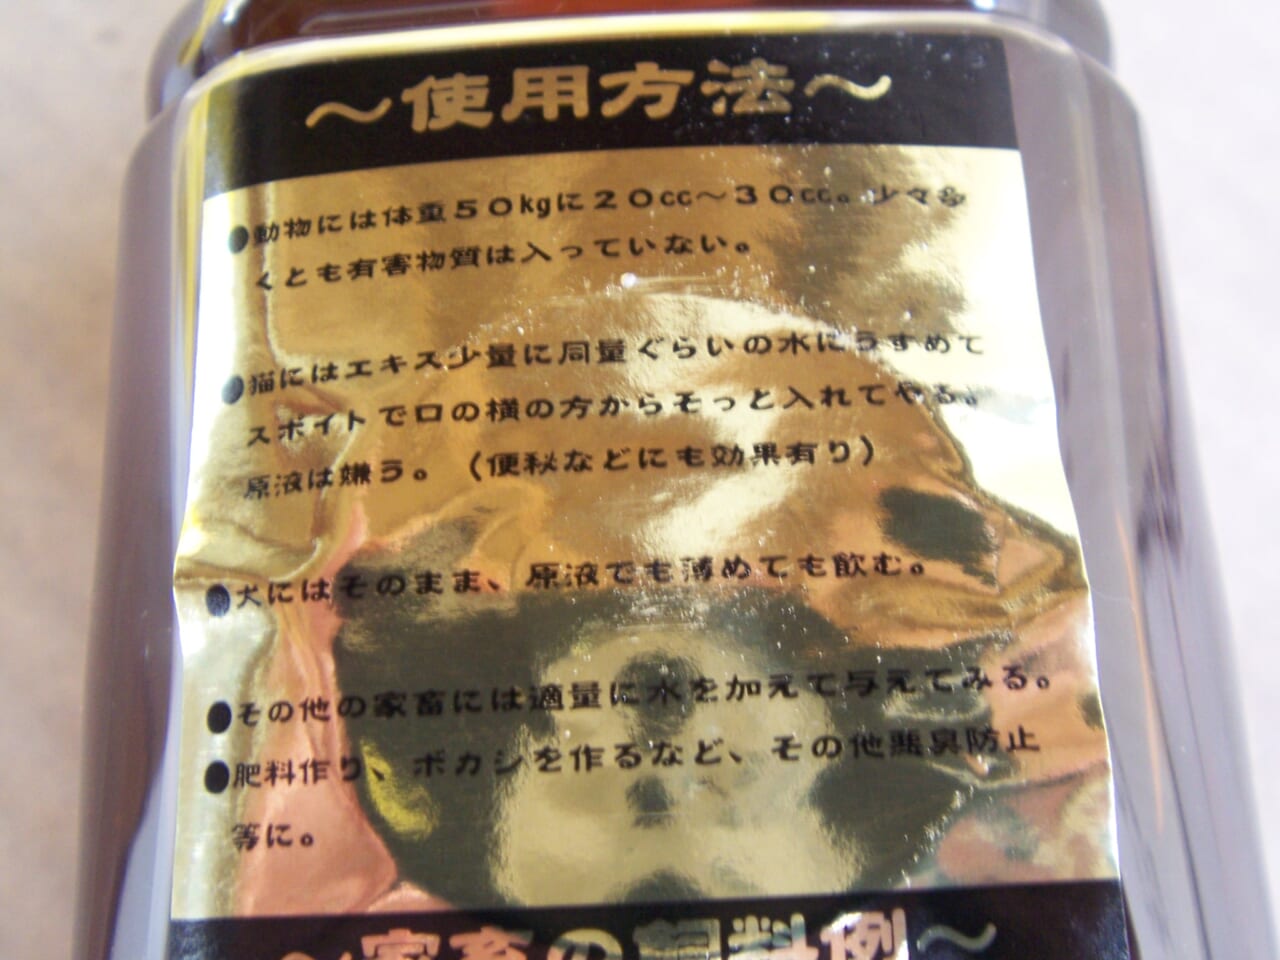 ～使用方法～
●動物には体重５０kgに２０cc～３０cc。少々多
くとも有害物質は入っていない。
●猫にはエキス少量に同量ぐらいの水にうすめて
スポイトで口の横の方からそっと入れてやる。
原液は嫌う。（便秘などにも効果有り）
●犬にはそのまま、原液でも薄めても飲む。
●その他の家畜には適量に水を加えて与えてみる。
●肥料作り、ボカシを作るなど、その他悪臭防止
等に。
～家畜の飼料例～